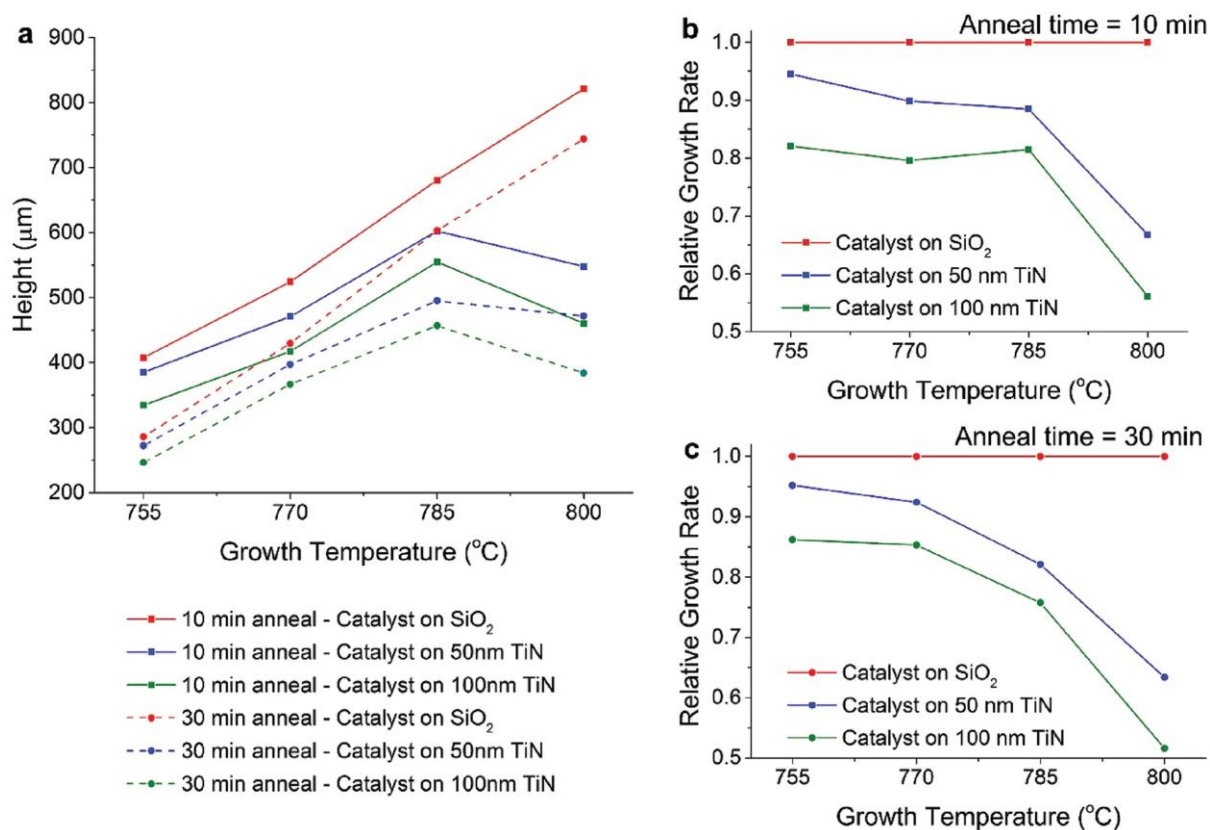 a
900
800
700
600
500
400
300
200
Height (μm)
755 770 785 800
Growth Temperature (°C)
10 min anneal - Catalyst on SiO₂
10 min anneal - Catalyst on 50nm TiN
10 min anneal - Catalyst on 100nm TiN
30 min anneal - Catalyst on SiO₂
30 min anneal - Catalyst on 50nm TiN
30 min anneal - Catalyst on 100nm TiN
b
Anneal time = 10 min
1.0
0.9
0.8
0.7
0.6
0.5
Relative Growth Rate
Catalyst on SiO₂
Catalyst on 50 nm TiN
Catalyst on 100 nm TiN
755 770 785 800
Growth Temperature (°C)
c
Anneal time = 30 min
1.0
0.9
0.8
0.7
0.6
0.5
Relative Growth Rate
Catalyst on SiO₂
Catalyst on 50 nm TiN
Catalyst on 100 nm TiN
755 770 785 800
Growth Temperature (°C)